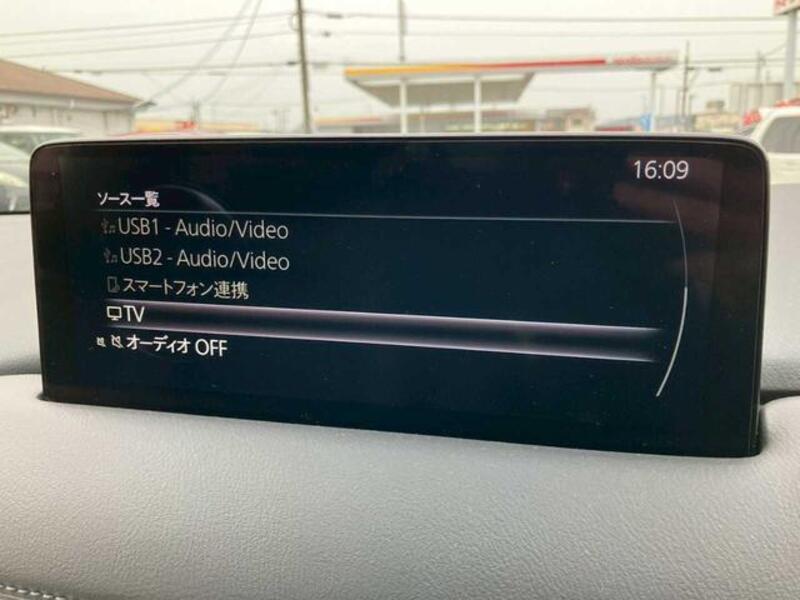 16:09
ソース一覧
USB1 - Audio/Video
USB2 - Audio/Video
スマートフォン連携
TV
オーディオ OFF